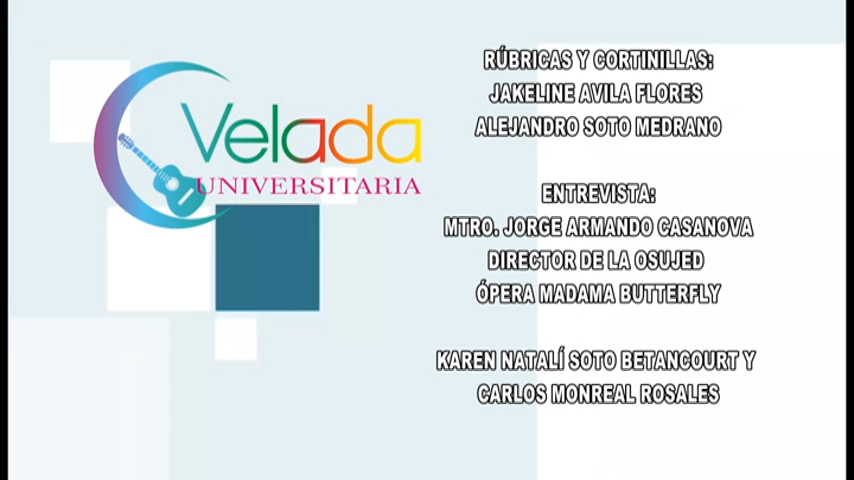 Velada
UNIVERSITARIA
RÚBRICAS Y CORTINILLAS:
JAKELINE AVILA FLORES
ALEJANDRO SOTO MEDRANO
ENTREVISTA:
MTRO. JORGE ARMANDO CASANOVA
DIRECTOR DE LA OSUJED
ÓPERA MADAMA BUTTERFLY
KAREN NATALÍ SOTO BETANCOURT Y
CARLOS MONREAL ROSALES